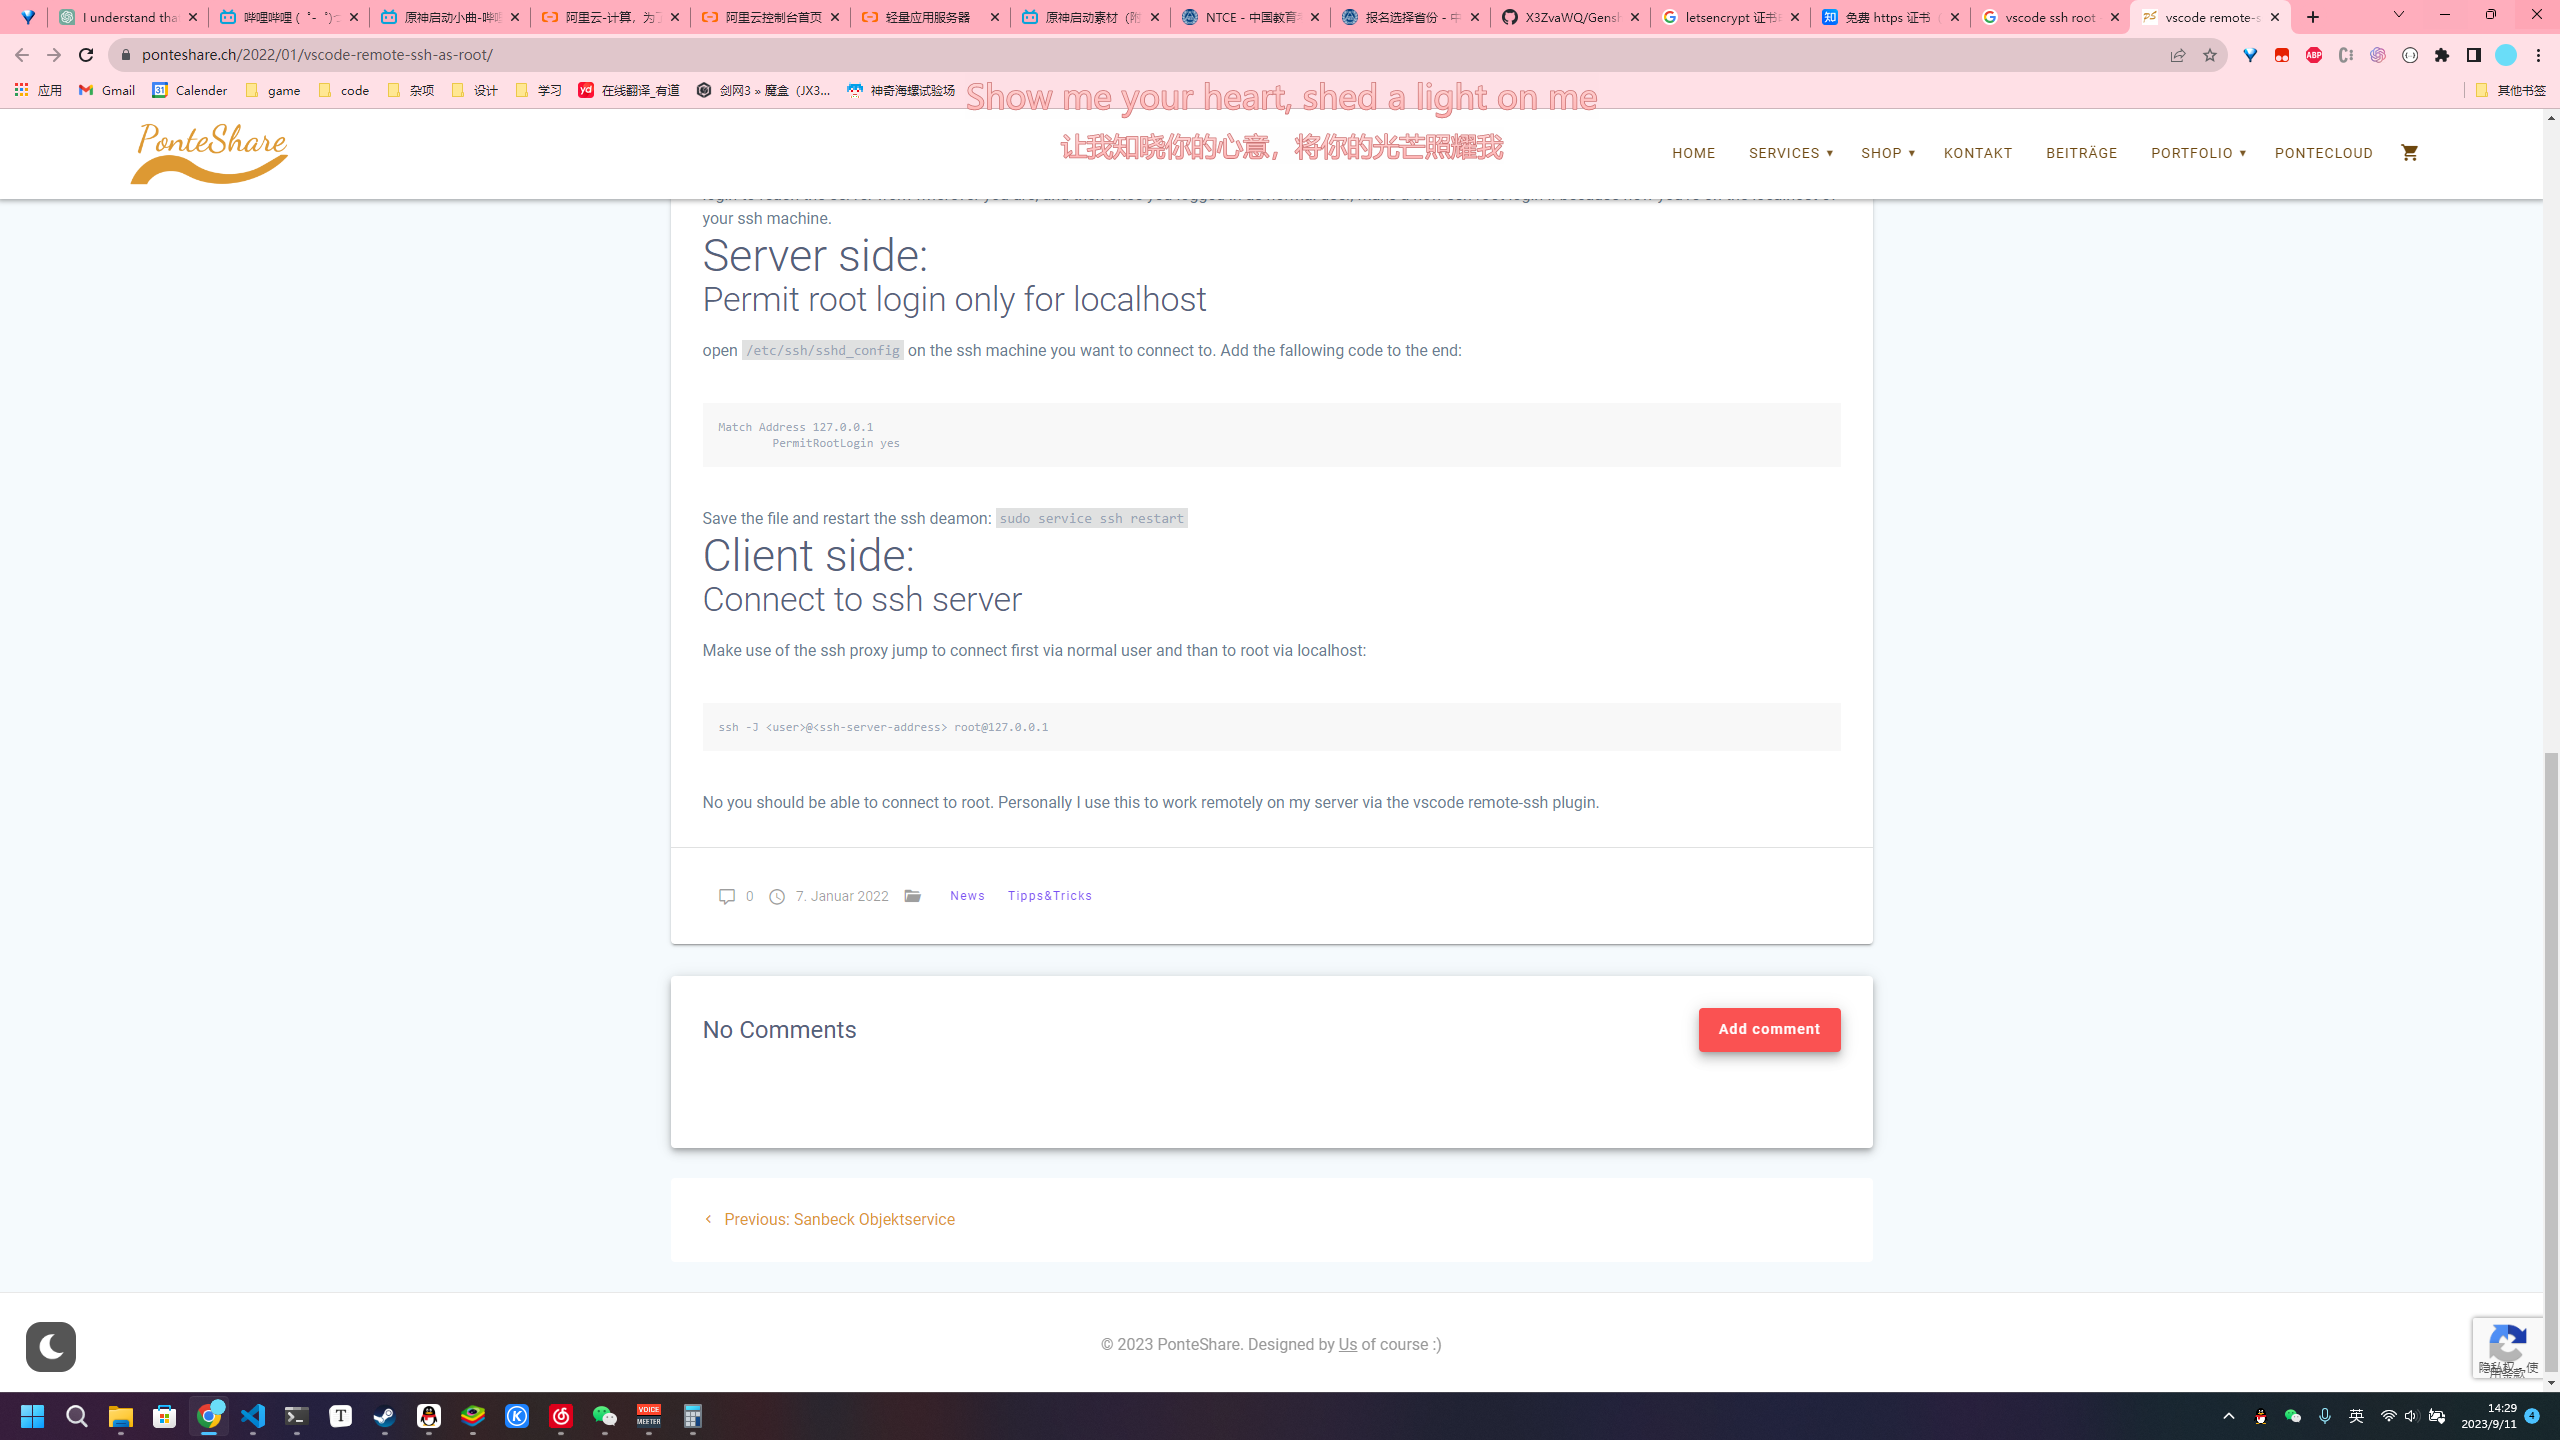 I understand that
哔哩哔哩 (゜-゜)つ
原神启动小曲-哔哩
阿里云-计算，为了
阿里云控制台首页
轻量应用服务器
原神启动素材（附
NTCE - 中国教育考
报名选择省份 - 中
X3ZvaWQ/Gensh
letsencrypt 证书
免费 https 证书（
vscode ssh root
vscode remote-s
ponteshare.ch/2022/01/vscode-remote-ssh-as-root/
应用
Gmail
Calender
game
code
杂项
设计
学习
在线翻译_有道
剑网3 » 魔盒（JX3...
神奇海螺试验场
其他书签
Show me your heart, shed a light on me
让我知晓你的心意，将你的光芒照耀我
PonteShare
HOME
SERVICES
SHOP
KONTAKT
BEITRÄGE
PORTFOLIO
PONTECLOUD
your ssh machine.
Server side:
Permit root login only for localhost
open /etc/ssh/sshd_config on the ssh machine you want to connect to. Add the fallowing code to the end:
Match Address 127.0.0.1
PermitRootLogin yes
Save the file and restart the ssh deamon: sudo service ssh restart
Client side:
Connect to ssh server
Make use of the ssh proxy jump to connect first via normal user and than to root via localhost:
ssh -J <user>@<ssh-server-address> root@127.0.0.1
No you should be able to connect to root. Personally I use this to work remotely on my server via the vscode remote-ssh plugin.
0
7. Januar 2022
News
Tipps&Tricks
No Comments
Add comment
Previous: Sanbeck Objektservice
© 2023 PonteShare. Designed by Us of course :)
隐私权 - 使
用条款
英
14:29
2023/9/11
4